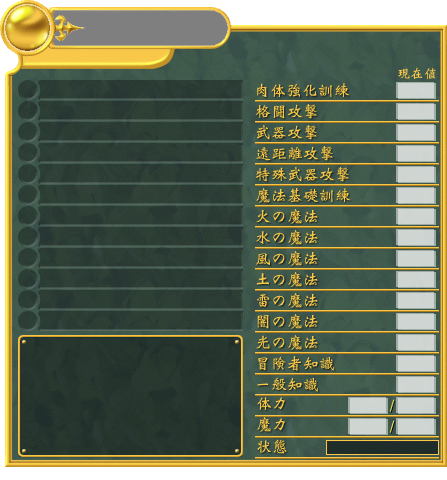 現在値
肉体強化訓練
格闘攻撃
武器攻撃
遠距離攻撃
特殊武器攻撃
魔法基礎訓練
火の魔法
水の魔法
風の魔法
土の魔法
雷の魔法
闇の魔法
光の魔法
冒険者知識
一般知識
体力 /
魔力 /
状態